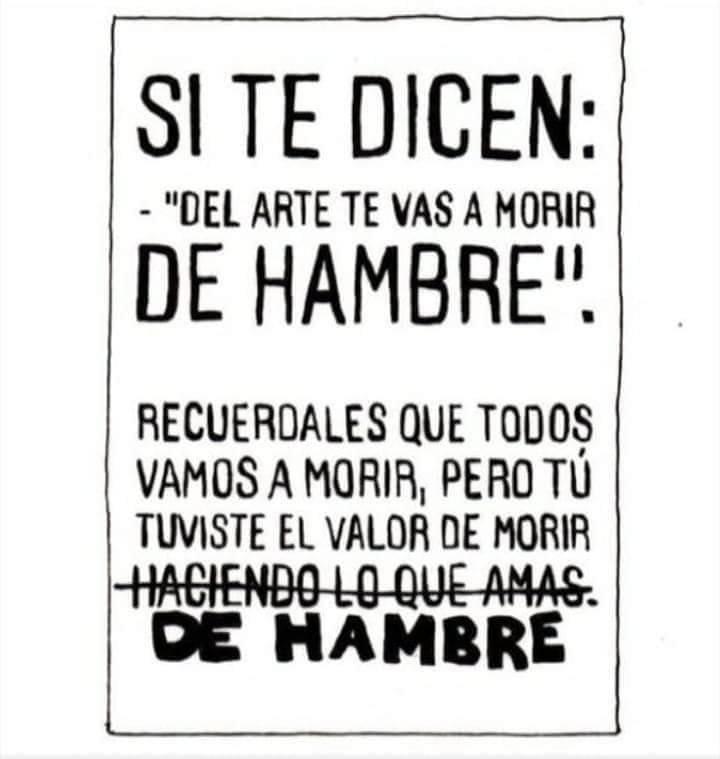 SI TE DICEN:
- "DEL ARTE TE VAS A MORIR
DE HAMBRE".
RECUERDALES QUE TODOS
VAMOS A MORIR, PERO TÚ
TUVISTE EL VALOR DE MORIR
HACIENDO LO QUE AMAS.
DE HAMBRE